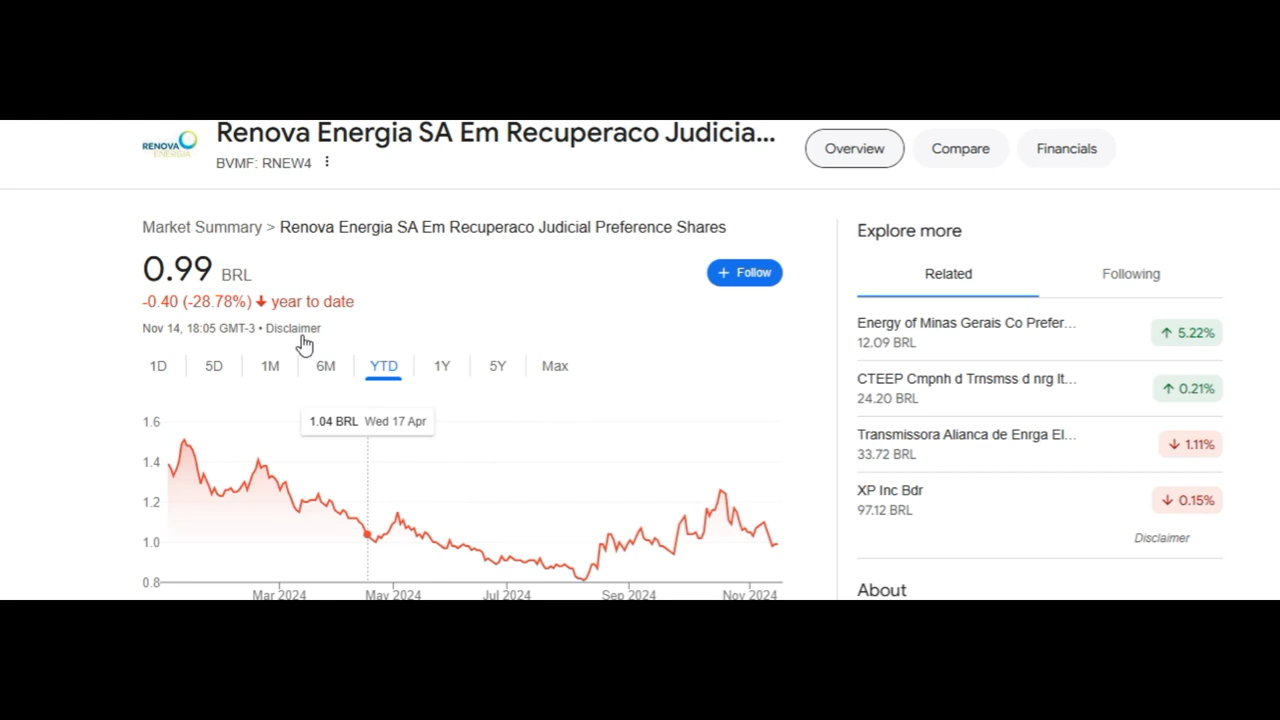 Renova Energia SA Em Recuperaco Judicia...
RENOVA
ENERGIA
BVMF: RNEW4
Overview
Compare
Financials
Market Summary > Renova Energia SA Em Recuperaco Judicial Preference Shares
0.99 BRL
+ Follow
-0.40 (-28.78%) ↓ year to date
Nov 14, 18:05 GMT-3 • Disclaimer
1D 5D 1M 6M YTD 1Y 5Y Max
1.04 BRL Wed 17 Apr
1.6
1.4
1.2
1.0
0.8
Mar 2024 May 2024 Jul 2024 Sep 2024 Nov 2024
Explore more
Related Following
Energy of Minas Gerais Co Prefer...
12.09 BRL
↑ 5.22%
CTEEP Cmpnh d Trnsmss d nrg It...
24.20 BRL
↑ 0.21%
Transmissora Alianca de Enrga El...
33.72 BRL
↓ 1.11%
XP Inc Bdr
97.12 BRL
↓ 0.15%
Disclaimer
About